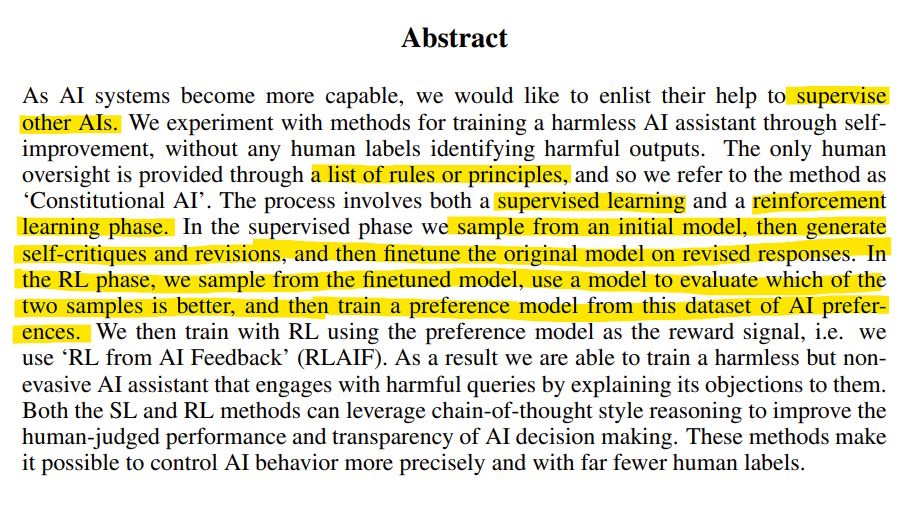 Abstract
As AI systems become more capable, we would like to enlist their help to supervise
other AIs. We experiment with methods for training a harmless AI assistant through self-
improvement, without any human labels identifying harmful outputs. The only human
oversight is provided through a list of rules or principles, and so we refer to the method as
‘Constitutional AI’. The process involves both a supervised learning and a reinforcement
learning phase. In the supervised phase we sample from an initial model, then generate
self-critiques and revisions, and then finetune the original model on revised responses. In
the RL phase, we sample from the finetuned model, use a model to evaluate which of the
two samples is better, and then train a preference model from this dataset of AI prefer-
ences. We then train with RL using the preference model as the reward signal, i.e. we
use ‘RL from AI Feedback’ (RLAIF). As a result we are able to train a harmless but non-
evasive AI assistant that engages with harmful queries by explaining its objections to them.
Both the SL and RL methods can leverage chain-of-thought style reasoning to improve the
human-judged performance and transparency of AI decision making. These methods make
it possible to control AI behavior more precisely and with far fewer human labels.